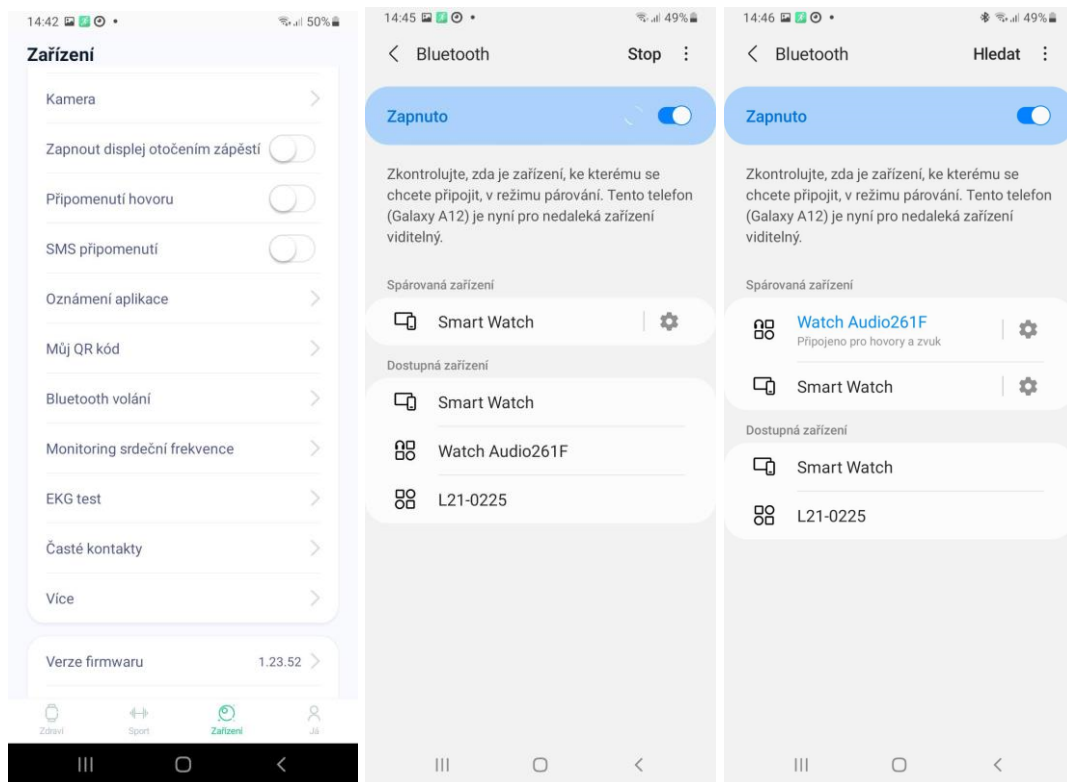 14:42
50%
Zařízení
Kamera
Zapnout displej otočením zápěstí
Připomenutí hovoru
SMS připomenutí
Oznámení aplikace
Můj QR kód
Bluetooth volání
Monitoring srdeční frekvence
EKG test
Časté kontakty
Více
Verze firmwaru
1.23.52
Zdraví
Sport
Zařízení
Já
14:45
49%
Bluetooth
Stop
Zapnuto
Zkontrolujte, zda je zařízení, ke kterému se
chcete připojit, v režimu párování. Tento telefon
(Galaxy A12) je nyní pro nedaleká zařízení
viditelný.
Spárovaná zařízení
Smart Watch
Dostupná zařízení
Smart Watch
Watch Audio261F
L21-0225
14:46
49%
Bluetooth
Hledat
Zapnuto
Zkontrolujte, zda je zařízení, ke kterému se
chcete připojit, v režimu párování. Tento telefon
(Galaxy A12) je nyní pro nedaleká zařízení
viditelný.
Spárovaná zařízení
Watch Audio261F
Připojeno pro hovory a zvuk
Smart Watch
Dostupná zařízení
Smart Watch
L21-0225